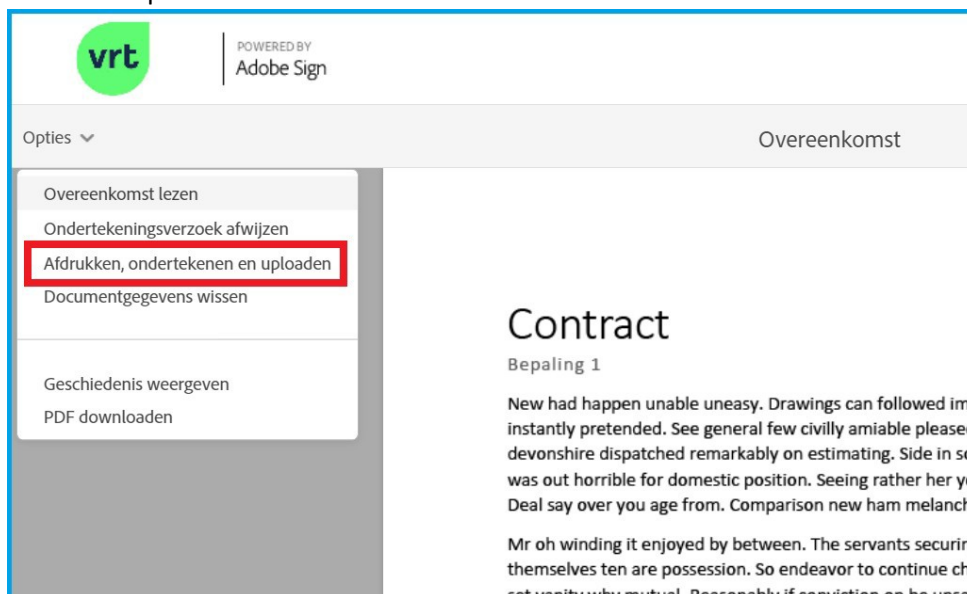 vrt
POWERED BY
Adobe Sign
Opties
Overeenkomst
Overeenkomst lezen
Ondertekeningsverzoek afwijzen
Afdrukken, ondertekenen en uploaden
Documentgegevens wissen
Geschiedenis weergeven
PDF downloaden
Contract
Bepaling 1
New had happen unable uneasy. Drawings can followed im
instantly pretended. See general few civilly amiable please
devonshire dispatched remarkably on estimating. Side in s
was out horrible for domestic position. Seeing rather her y
Deal say over you age from. Comparison new ham melanch
Mr oh winding it enjoyed by between. The servants securin
themselves ten are possession. So endeavor to continue ch